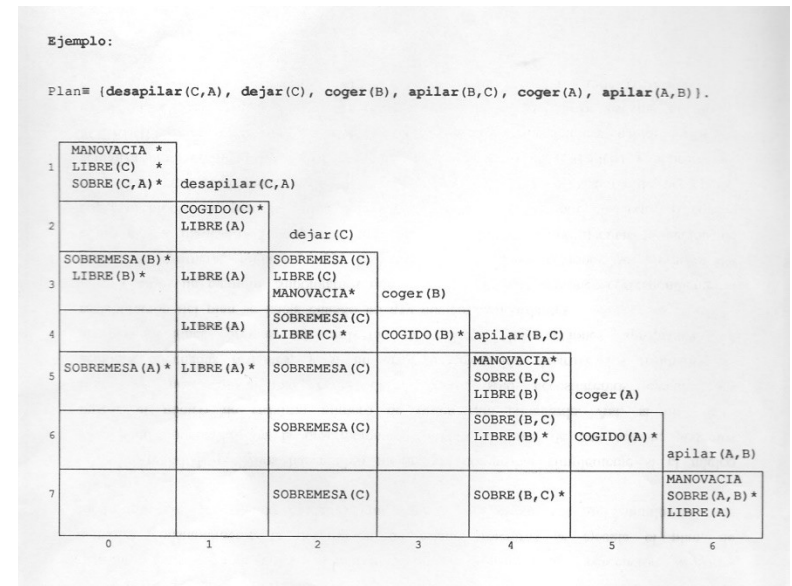 Ejemplo:
Plan≡ {desapilar(C,A), dejar(C), coger(B), apilar(B,C), coger(A), apilar(A,B)}.
MANOVACIA *
1 LIBRE(C) *
SOBRE(C,A)* desapilar(C,A)
COGIDO(C)*
2 LIBRE(A) dejar(C)
SOBREMESA(B)* SOBREMESA(C)
3 LIBRE(B)* LIBRE(A) LIBRE(C)
MANOVACIA* coger(B)
SOBREMESA(C)
4 LIBRE(A) LIBRE(C)* COGIDO(B)* apilar(B,C)
MANOVACIA*
5 SOBREMESA(A)* LIBRE(A)* SOBREMESA(C) SOBRE(B,C)
LIBRE(B) coger(A)
SOBRE(B,C)
6 SOBREMESA(C) LIBRE(B)* COGIDO(A)*
apilar(A,B)
MANOVACIA
7 SOBREMESA(C) SOBRE(B,C)* SOBRE(A,B)*
LIBRE(A)
0 1 2 3 4 5 6